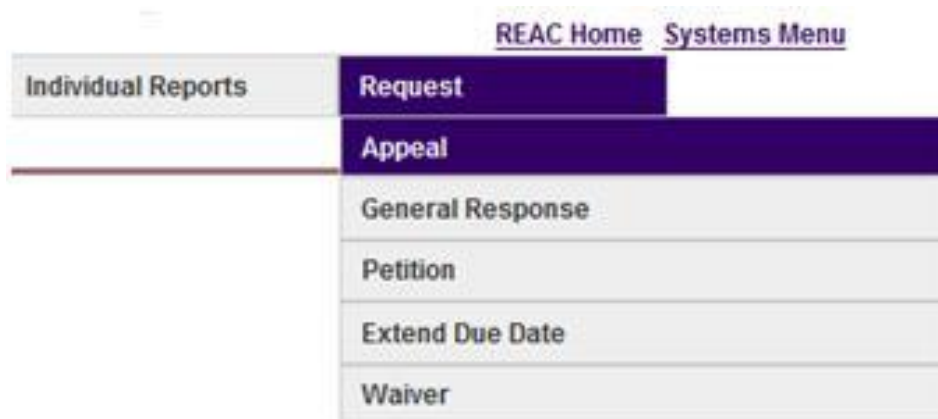 REAC Home Systems Menu
Individual Reports Request
Appeal
General Response
Petition
Extend Due Date
Waiver